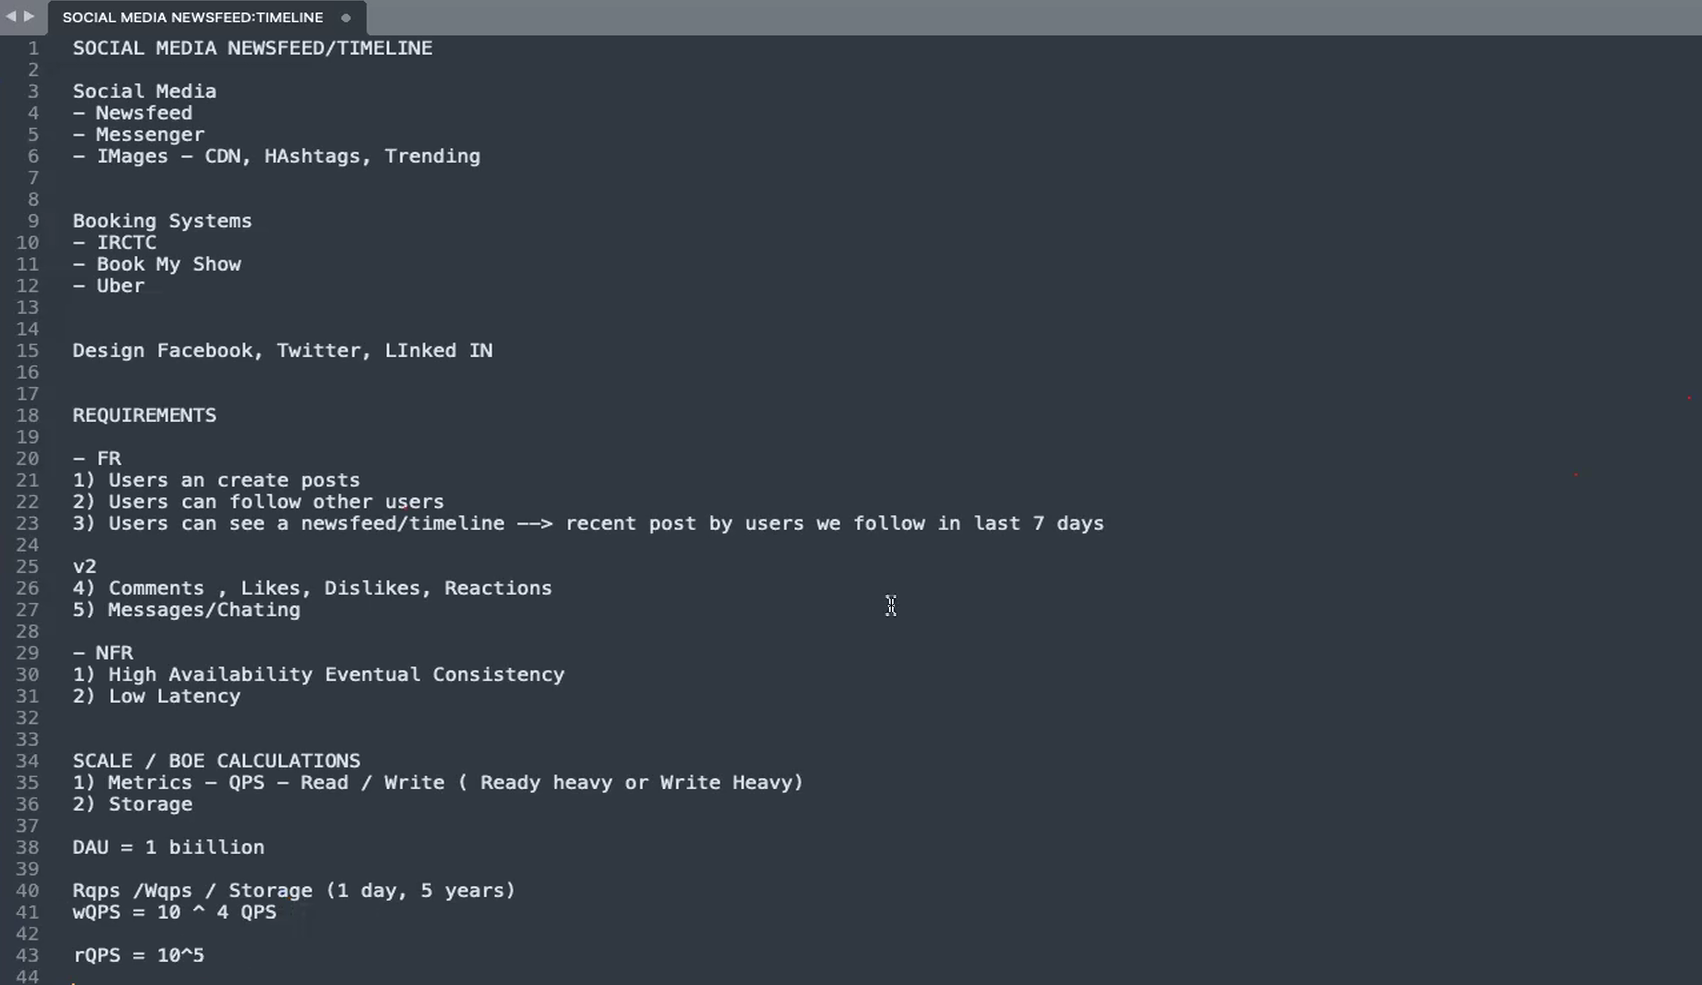 SOCIAL MEDIA NEWSFEED:TIMELINE
1 SOCIAL MEDIA NEWSFEED/TIMELINE
2
3 Social Media
4 – Newsfeed
5 – Messenger
6 – IMages – CDN, HAshtags, Trending
7
8
9 Booking Systems
10 – IRCTC
11 – Book My Show
12 – Uber
13
14
15 Design Facebook, Twitter, LInked IN
16
17
18 REQUIREMENTS
19
20 – FR
21 1) Users an create posts
22 2) Users can follow other users
23 3) Users can see a newsfeed/timeline ––> recent post by users we follow in last 7 days
24
25 v2
26 4) Comments , Likes, Dislikes, Reactions
27 5) Messages/Chating
28
29 – NFR
30 1) High Availability Eventual Consistency
31 2) Low Latency
32
33
34 SCALE / BOE CALCULATIONS
35 1) Metrics – QPS – Read / Write ( Ready heavy or Write Heavy)
36 2) Storage
37
38 DAU = 1 biillion
39
40 Rqps /Wqps / Storage (1 day, 5 years)
41 wQPS = 10 ^ 4 QPS
42
43 rQPS = 10^5
44